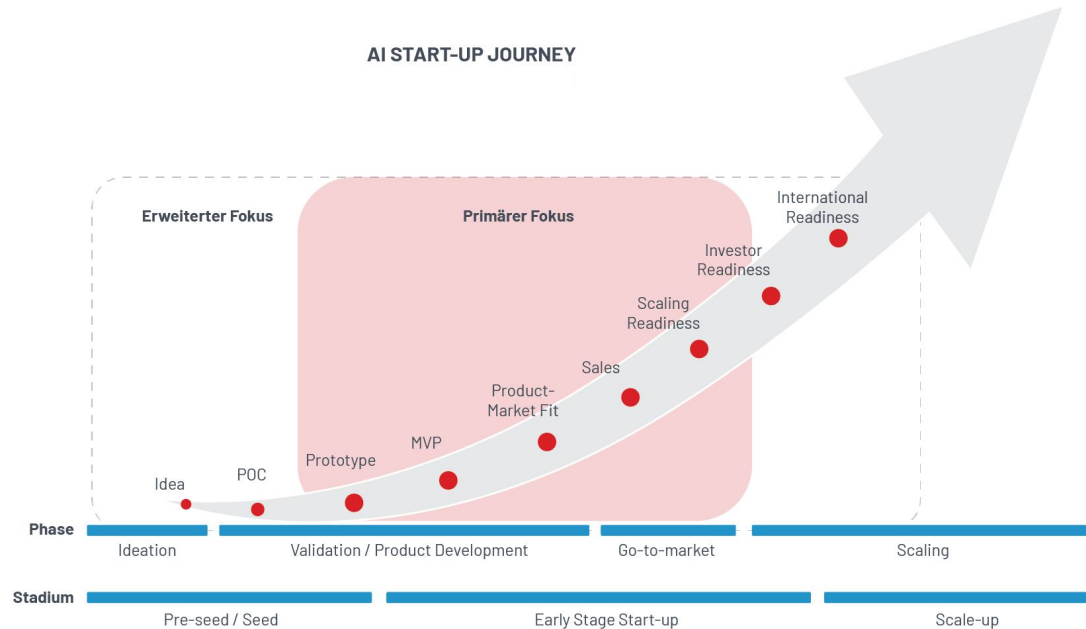 AI START-UP JOURNEY
Erweiterter Fokus
Primärer Fokus
International
Readiness
Investor
Readiness
Scaling
Readiness
Sales
Product-
Market Fit
MVP
Prototype
POC
Idea
Phase
Ideation
Validation / Product Development
Go-to-market
Scaling
Stadium
Pre-seed / Seed
Early Stage Start-up
Scale-up